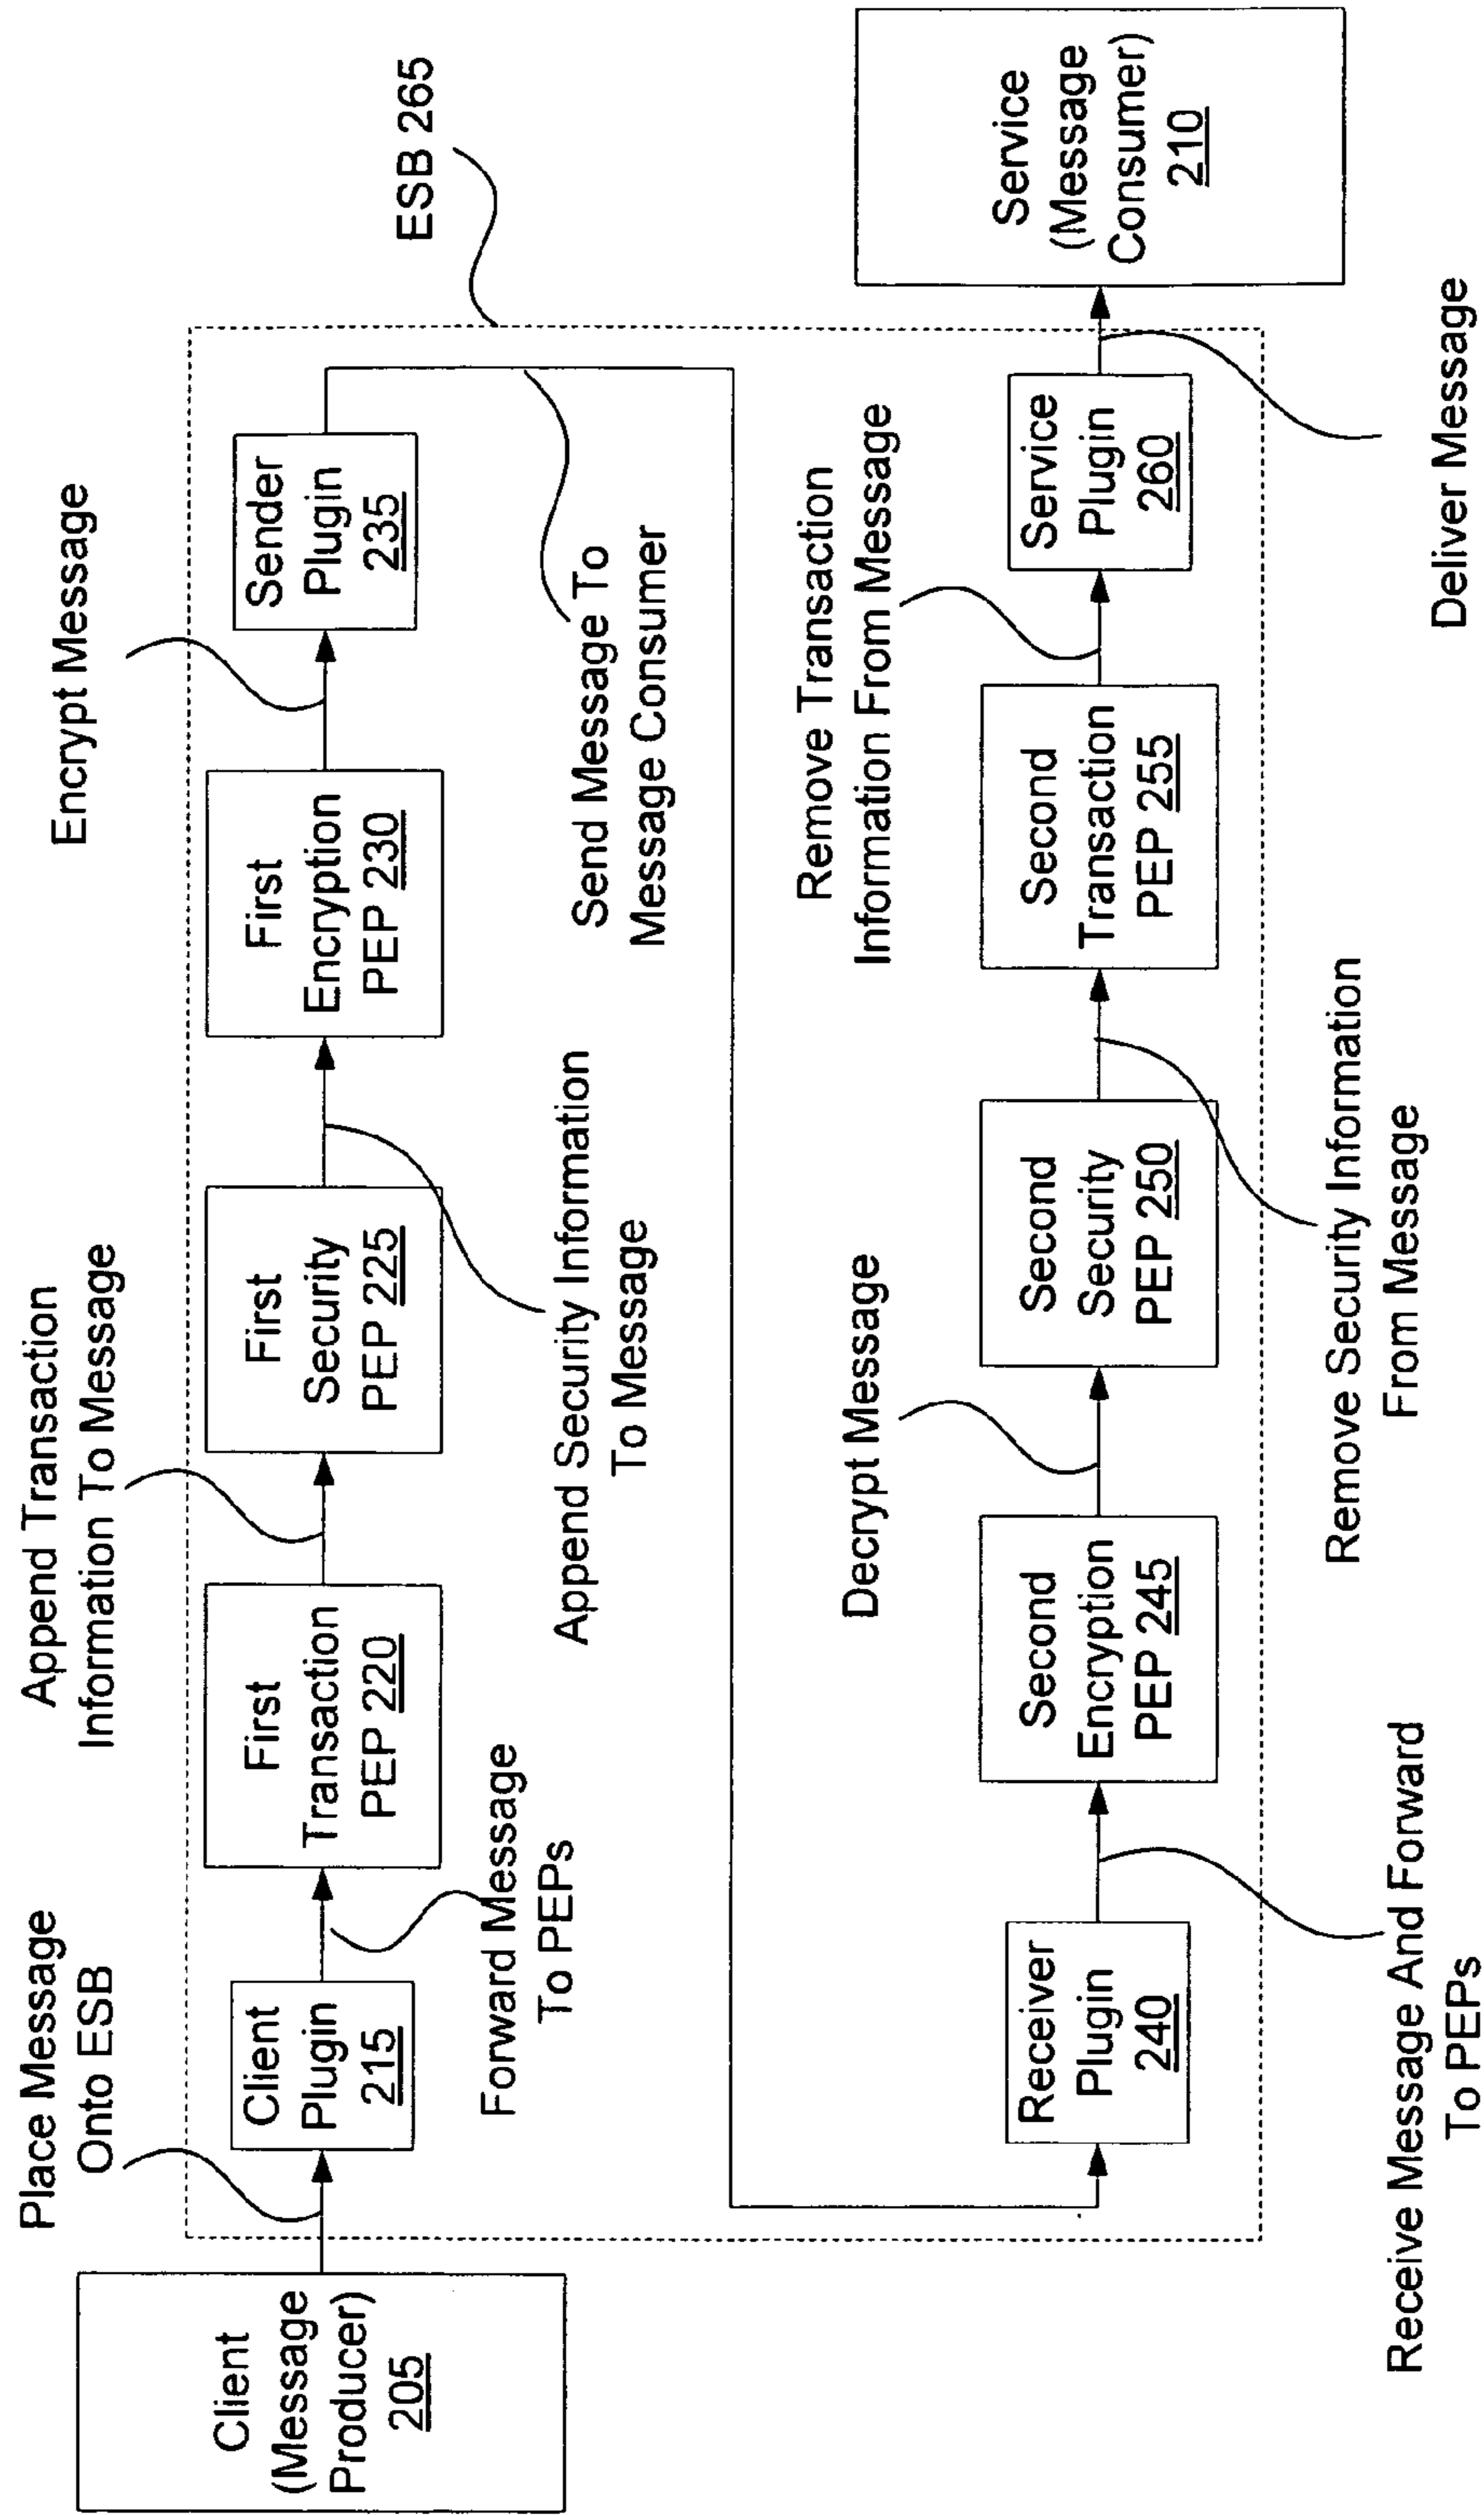 Place Message
Onto ESB
Append Transaction
Information To Message
Encrypt Message
ESB 265
Client
(Message
Producer)
205
Client
Plugin
215
First
Transaction
PEP 220
First
Security
PEP 225
First
Encryption
PEP 230
Sender
Plugin
235
Forward Message
To PEPs
Append Security Information
To Message
Send Message To
Message Consumer
Decrypt Message
Remove Transaction
Information From Message
Receiver
Plugin
240
Second
Encryption
PEP 245
Second
Security
PEP 250
Second
Transaction
PEP 255
Service
Plugin
260
Service
(Message
Consumer)
210
Receive Message And Forward
To PEPs
Remove Security Information
From Message
Deliver Message